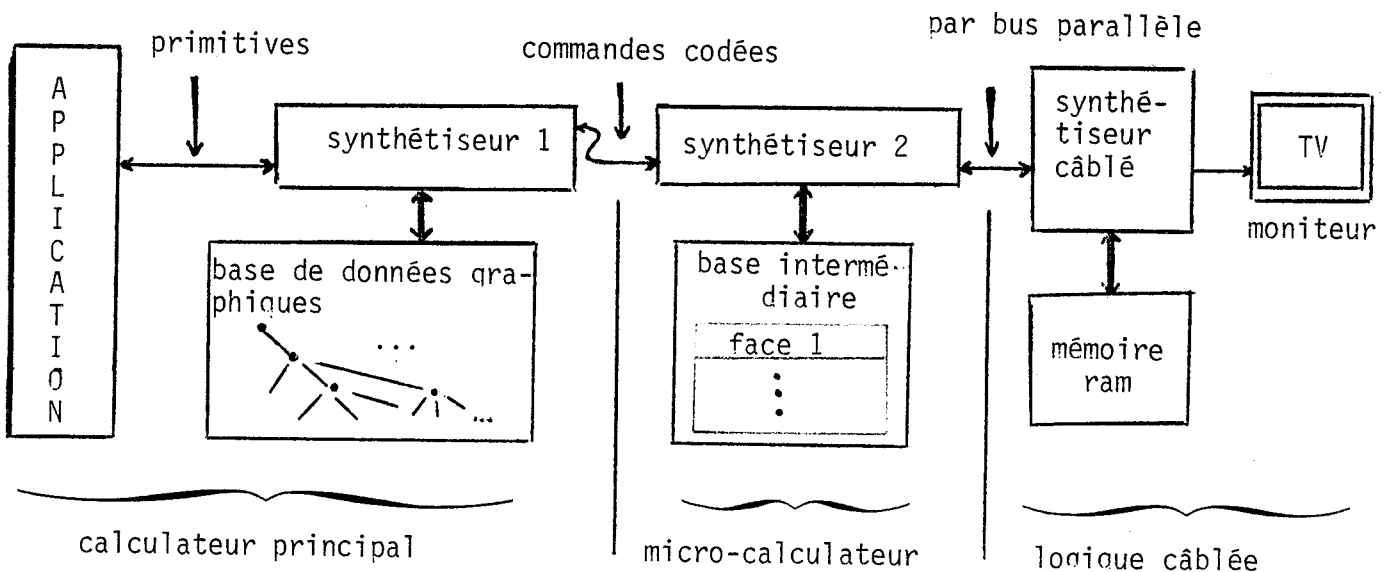 primitives
commandes codées
par bus parallèle
APPLICATION
synthétiseur 1
synthétiseur 2
synthé-
tiseur
câblé
TV
moniteur
base de données gra-
phiques
...
...
base intermé-
diaire
face 1
mémoire
ram
calculateur principal
micro-calculateur
logique câblée